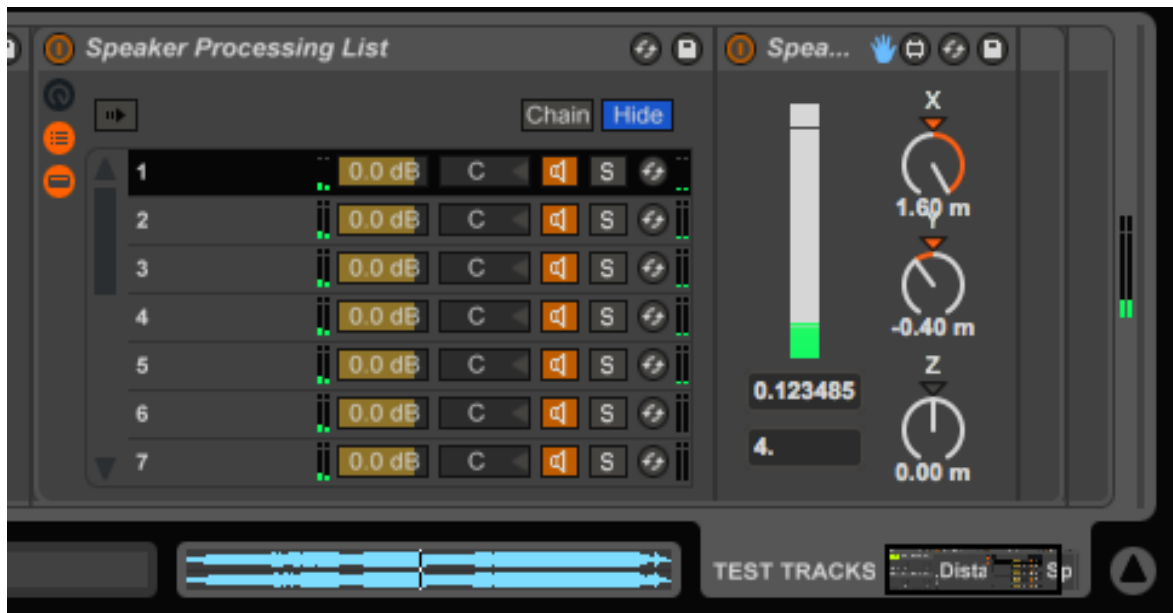 Speaker Processing List
Spea...
Chain Hide
1 0.0 dB C S
2 0.0 dB C S
3 0.0 dB C S
4 0.0 dB C S
5 0.0 dB C S
6 0.0 dB C S
7 0.0 dB C S
X
1.60 m
Y
-0.40 m
Z
0.00 m
0.123485
4.
TEST TRACKS
Dista
Sp